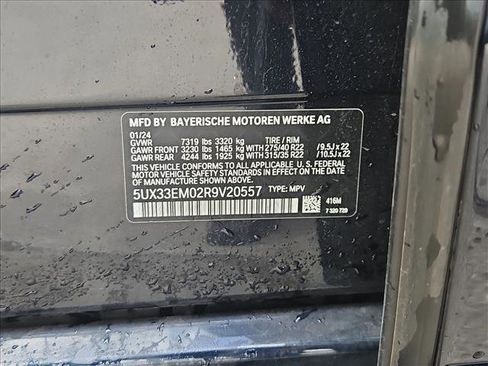 MFD BY BAYERISCHE MOTOREN WERKE AG
01/24
GVWR 7319 lbs 3320 kg TIRE / RIM
GAWR FRONT 3230 lbs 1465 kg WITH 275/40 R22 / 9.5J x 22
GAWR REAR 4244 lbs 1925 kg WITH 315/35 R22 / 10.5J x 22
THIS VEHICLE CONFORMS TO ALL APPLICABLE U.S. FEDERAL
MOTOR VEHICLE SAFETY STANDARDS IN EFFECT ON THE
DATE OF MANUFACTURE SHOWN ABOVE.
5UX33EM02R9V20557 TYPE: MPV
416M
7 320 739